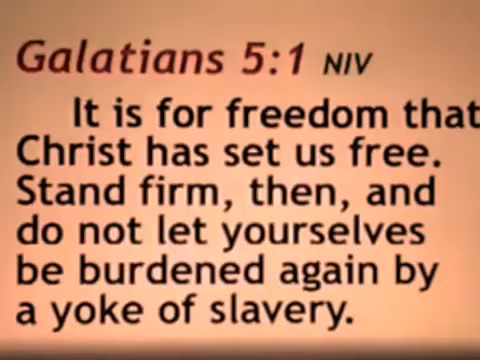 Galatians 5:1 NIV
It is for freedom that
Christ has set us free.
Stand firm, then, and
do not let yourselves
be burdened again by
a yoke of slavery.